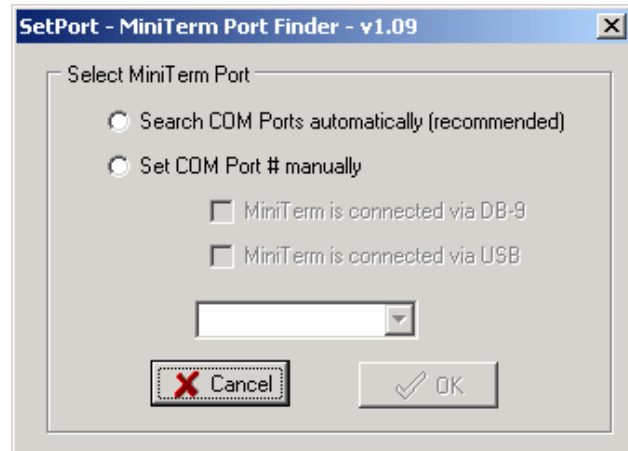 SetPort - MiniTerm Port Finder - v1.09
Select MiniTerm Port
Search COM Ports automatically (recommended)
Set COM Port # manually
MiniTerm is connected via DB-9
MiniTerm is connected via USB
Cancel
OK